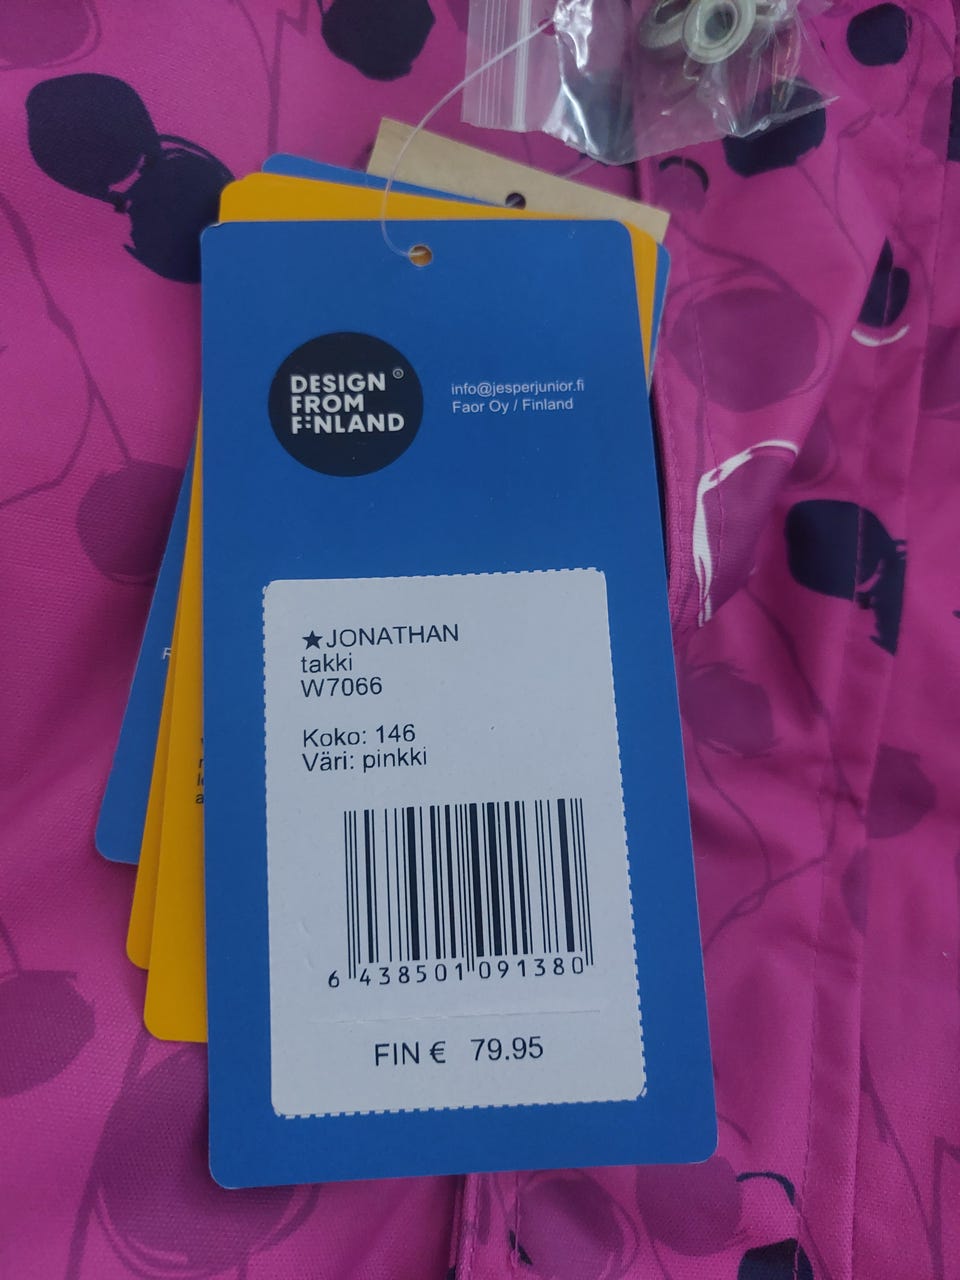 DESIGN ®
FROM
FINLAND
info@jesperjunior.fi
Faor Oy / Finland
★JONATHAN
takki
W7066
Koko: 146
Väri: pinkki
6 438501 091380
FIN € 79.95